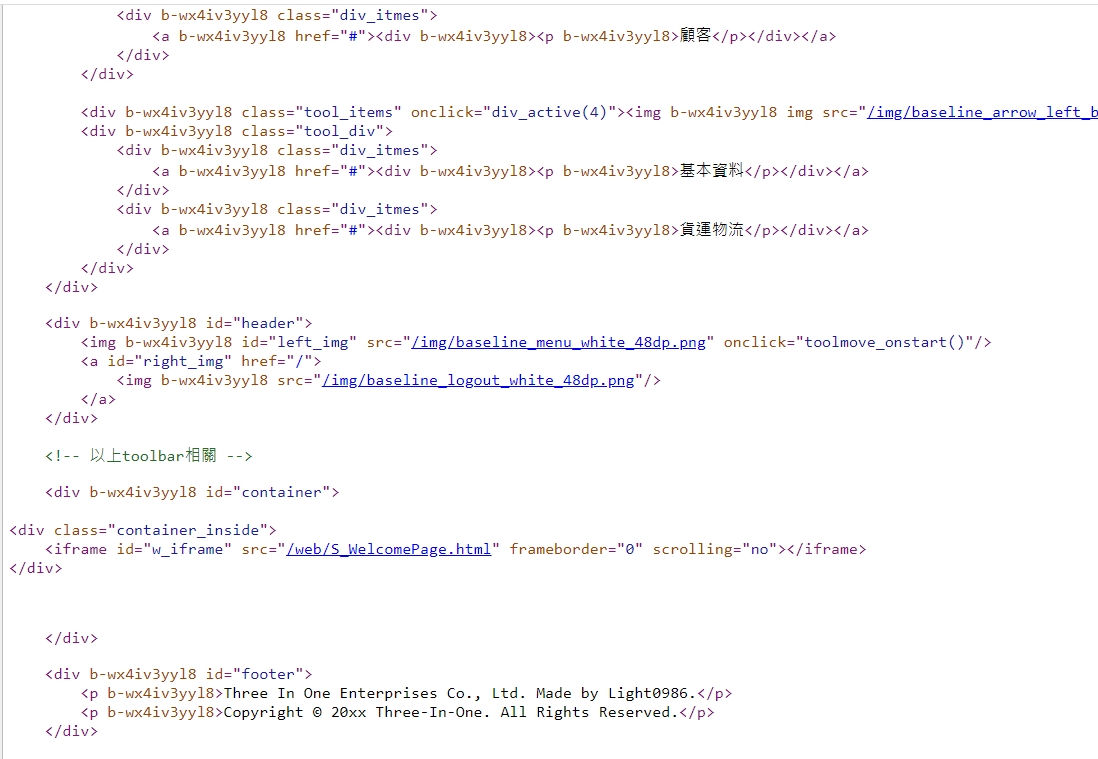 <div b-wx4iv3yyl8 class="div_itmes">
<a b-wx4iv3yyl8 href="#"><div b-wx4iv3yyl8><p b-wx4iv3yyl8>顧客</p></div></a>
</div>
</div>
<div b-wx4iv3yyl8 class="tool_items" onclick="div_active(4)"><img b-wx4iv3yyl8 img src="/img/baseline_arrow_left_b
<div b-wx4iv3yyl8 class="tool_div">
<div b-wx4iv3yyl8 class="div_itmes">
<a b-wx4iv3yyl8 href="#"><div b-wx4iv3yyl8><p b-wx4iv3yyl8>基本資料</p></div></a>
</div>
<div b-wx4iv3yyl8 class="div_itmes">
<a b-wx4iv3yyl8 href="#"><div b-wx4iv3yyl8><p b-wx4iv3yyl8>貨運物流</p></div></a>
</div>
</div>
</div>
<div b-wx4iv3yyl8 id="header">
<img b-wx4iv3yyl8 id="left_img" src="/img/baseline_menu_white_48dp.png" onclick="toolmove_onstart()"/>
<a id="right_img" href="/">
<img b-wx4iv3yyl8 src="/img/baseline_logout_white_48dp.png"/>
</a>
</div>
<!-- 以上toolbar相關 -->
<div b-wx4iv3yyl8 id="container">
<div class="container_inside">
<iframe id="w_iframe" src="/web/S_WelcomePage.html" frameborder="0" scrolling="no"></iframe>
</div>
</div>
<div b-wx4iv3yyl8 id="footer">
<p b-wx4iv3yyl8>Three In One Enterprises Co., Ltd. Made by Light0986.</p>
<p b-wx4iv3yyl8>Copyright © 20xx Three-In-One. All Rights Reserved.</p>
</div>